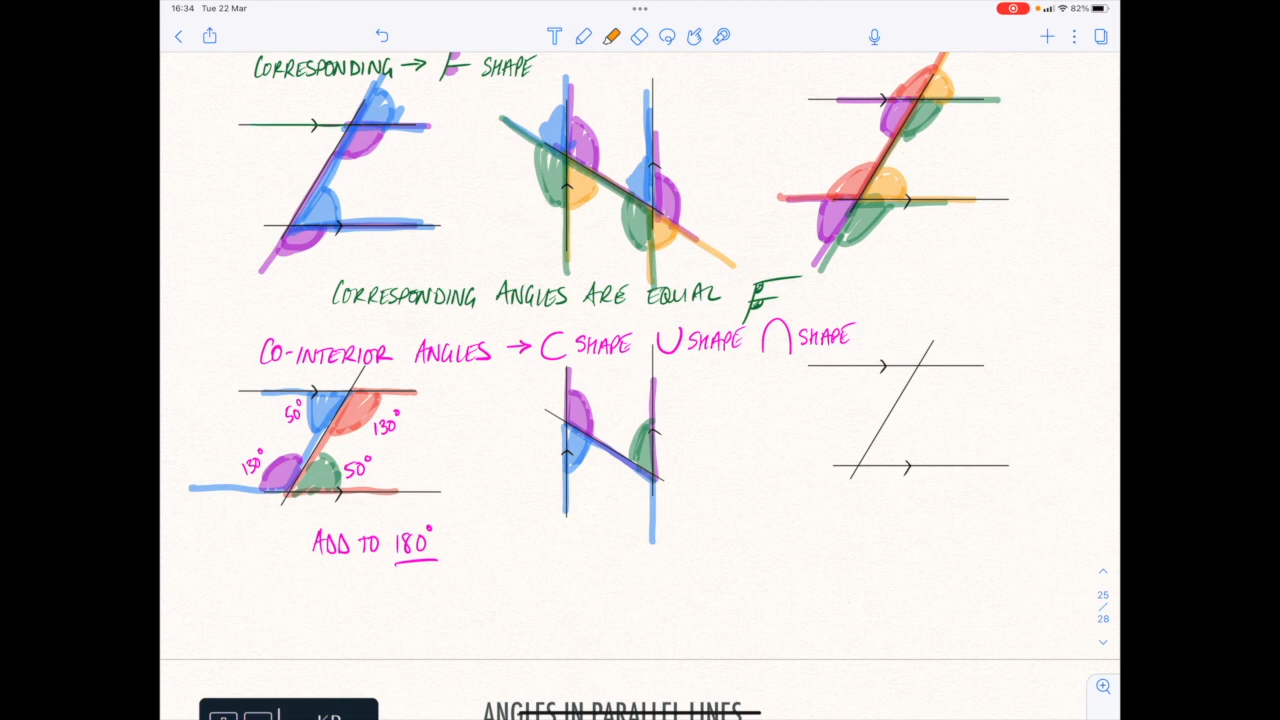 16:34 Tue 22 Mar
82%
CORRESPONDING → F SHAPE
CORRESPONDING ANGLES ARE EQUAL F
CO-INTERIOR ANGLES → C SHAPE U SHAPE ∩ SHAPE
50° 130°
130° 50°
ADD TO 180°
25
/
28
ANGLES IN PARALLEL LINES